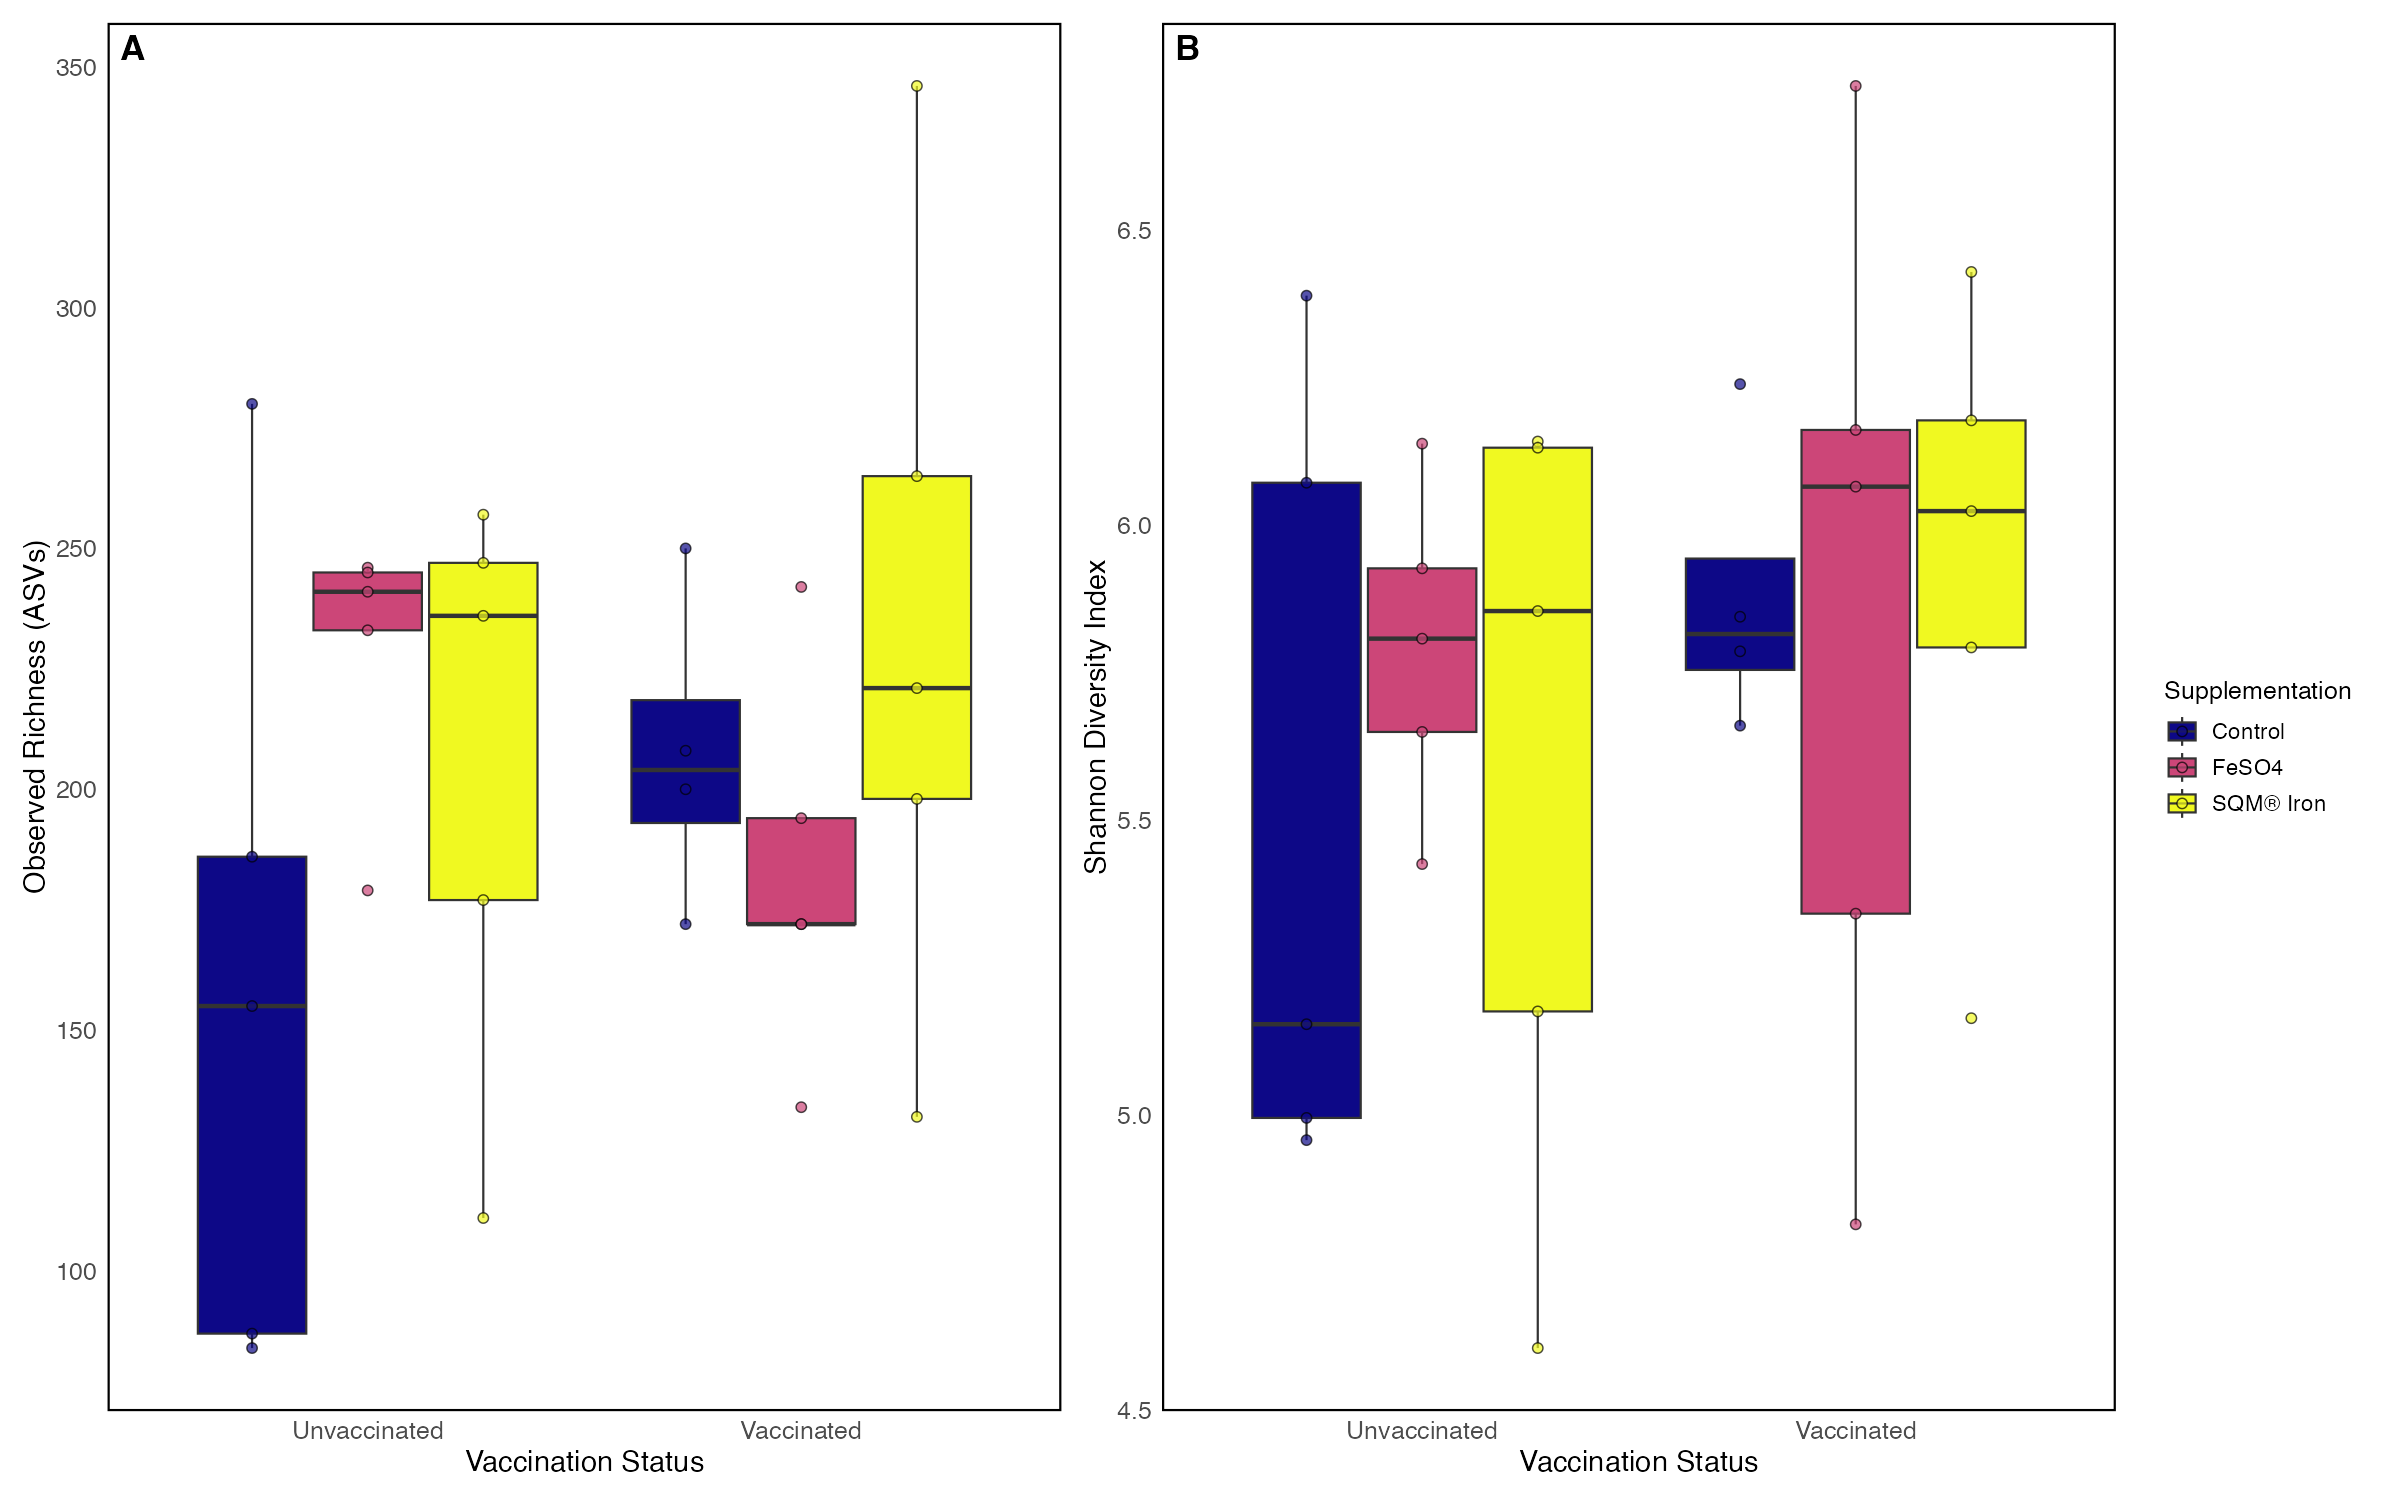 A
350
300
250
200
150
100
Observed Richness (ASVs)
Unvaccinated
Vaccinated
Vaccination Status
B
6.5
6.0
5.5
5.0
4.5
Shannon Diversity Index
Unvaccinated
Vaccinated
Vaccination Status
Supplementation
Control
FeSO4
SQM® Iron